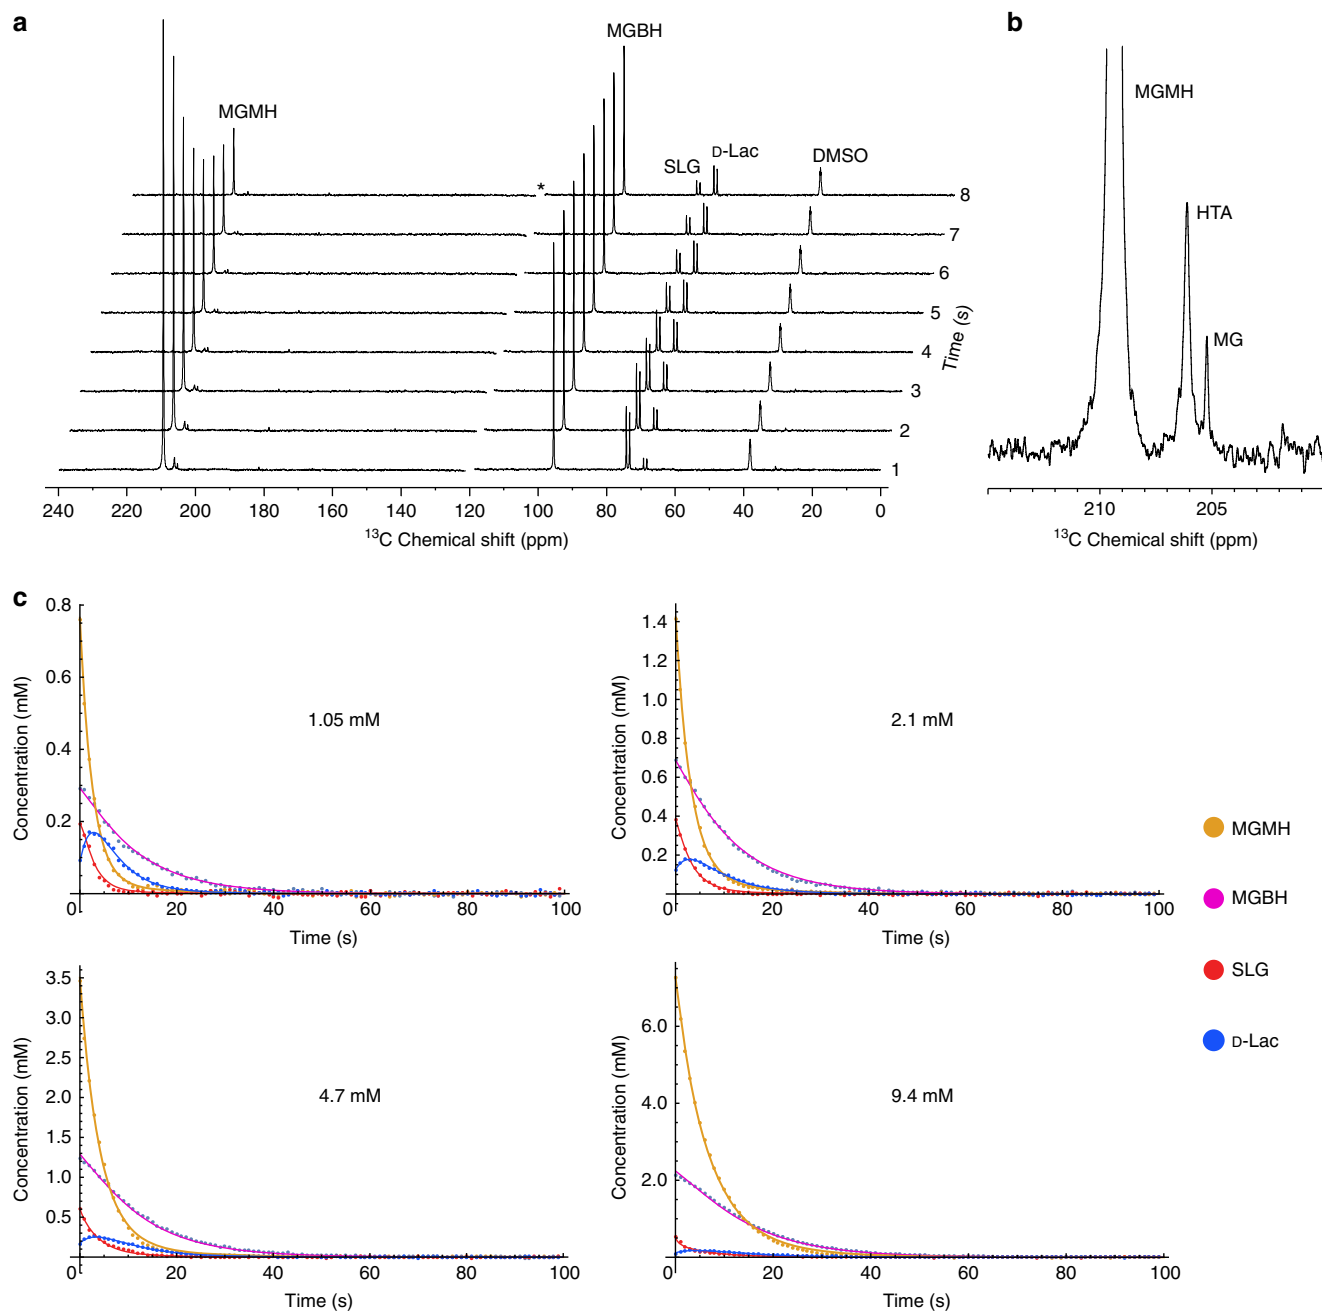 a
MGMH
MGBH
SLG
D-Lac
DMSO
*
8
7
6
5
4
3
2
1
Time (s)
240 220 200 180 160 140 120 100 80 60 40 20 0
¹³C Chemical shift (ppm)
b
MGMH
HTA
MG
210 205
¹³C Chemical shift (ppm)
c
0.8
0.6
0.4
0.2
Concentration (mM)
1.05 mM
0 20 40 60 80 100
Time (s)
1.4
1.2
1.0
0.8
0.6
0.4
0.2
Concentration (mM)
2.1 mM
0 20 40 60 80 100
Time (s)
3.5
3.0
2.5
2.0
1.5
1.0
0.5
Concentration (mM)
4.7 mM
0 20 40 60 80 100
Time (s)
6.0
4.0
2.0
Concentration (mM)
9.4 mM
0 20 40 60 80 100
Time (s)
MGMH
MGBH
SLG
D-Lac